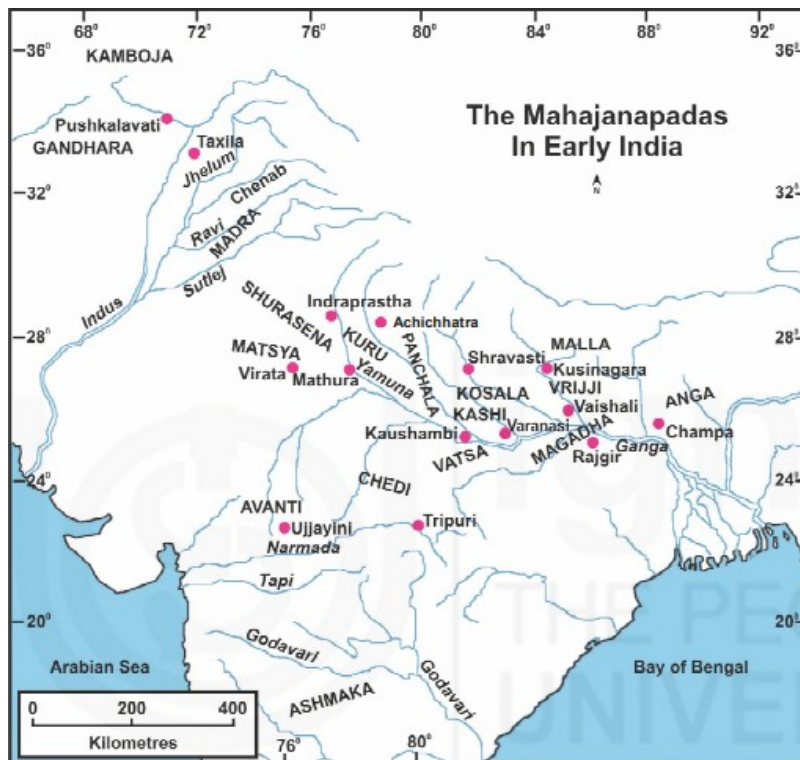 68° 72° 76° 80° 84° 88° 92°
36° 36°
KAMBOJA
The Mahajanapadas
In Early India
Pushkalavati
GANDHARA
Taxila
Jhelum
Chenab
N
32° 32°
Ravi
MADRA
Sutlej
Indus
SHURASENA
Indraprastha
Achichhatra
28° 28°
KURU
PANCHALA
MALLA
MATSYA
Shravasti
Kusinagara
Virata
Mathura
Yamuna
VRIJJI
KOSALA
ANGA
KASHI
Vaishali
Kaushambi
Varanasi
Champa
VATSA
MAGADHA
Ganga
Rajgir
24° 24°
CHEDI
AVANTI
Ujjayini
Tripuri
Narmada
Tapi
THE PEO
20° 20°
Godavari
Arabian Sea
Godavari
Bay of Bengal
UNIVER
ASHMAKA
0 200 400
Kilometres
76° 80°